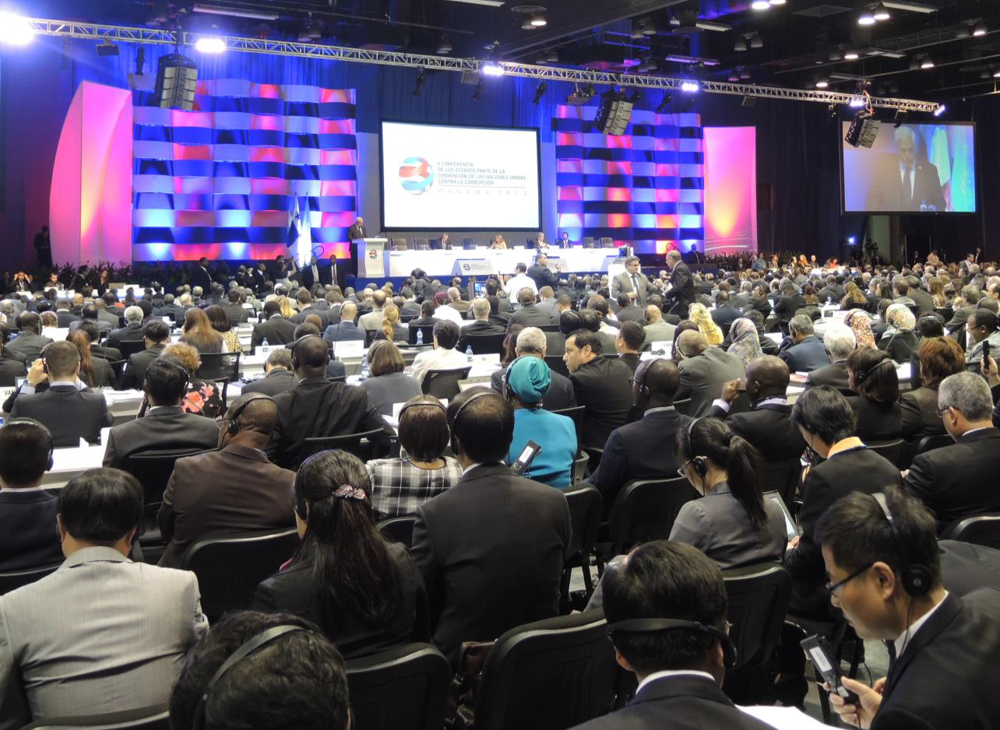 V CONFERENCIA
DE LOS ESTADOS PARTE DE LA
CONVENCIÓN DE LAS NACIONES UNIDAS
CONTRA LA CORRUPCIÓN
PANAMÁ 2013